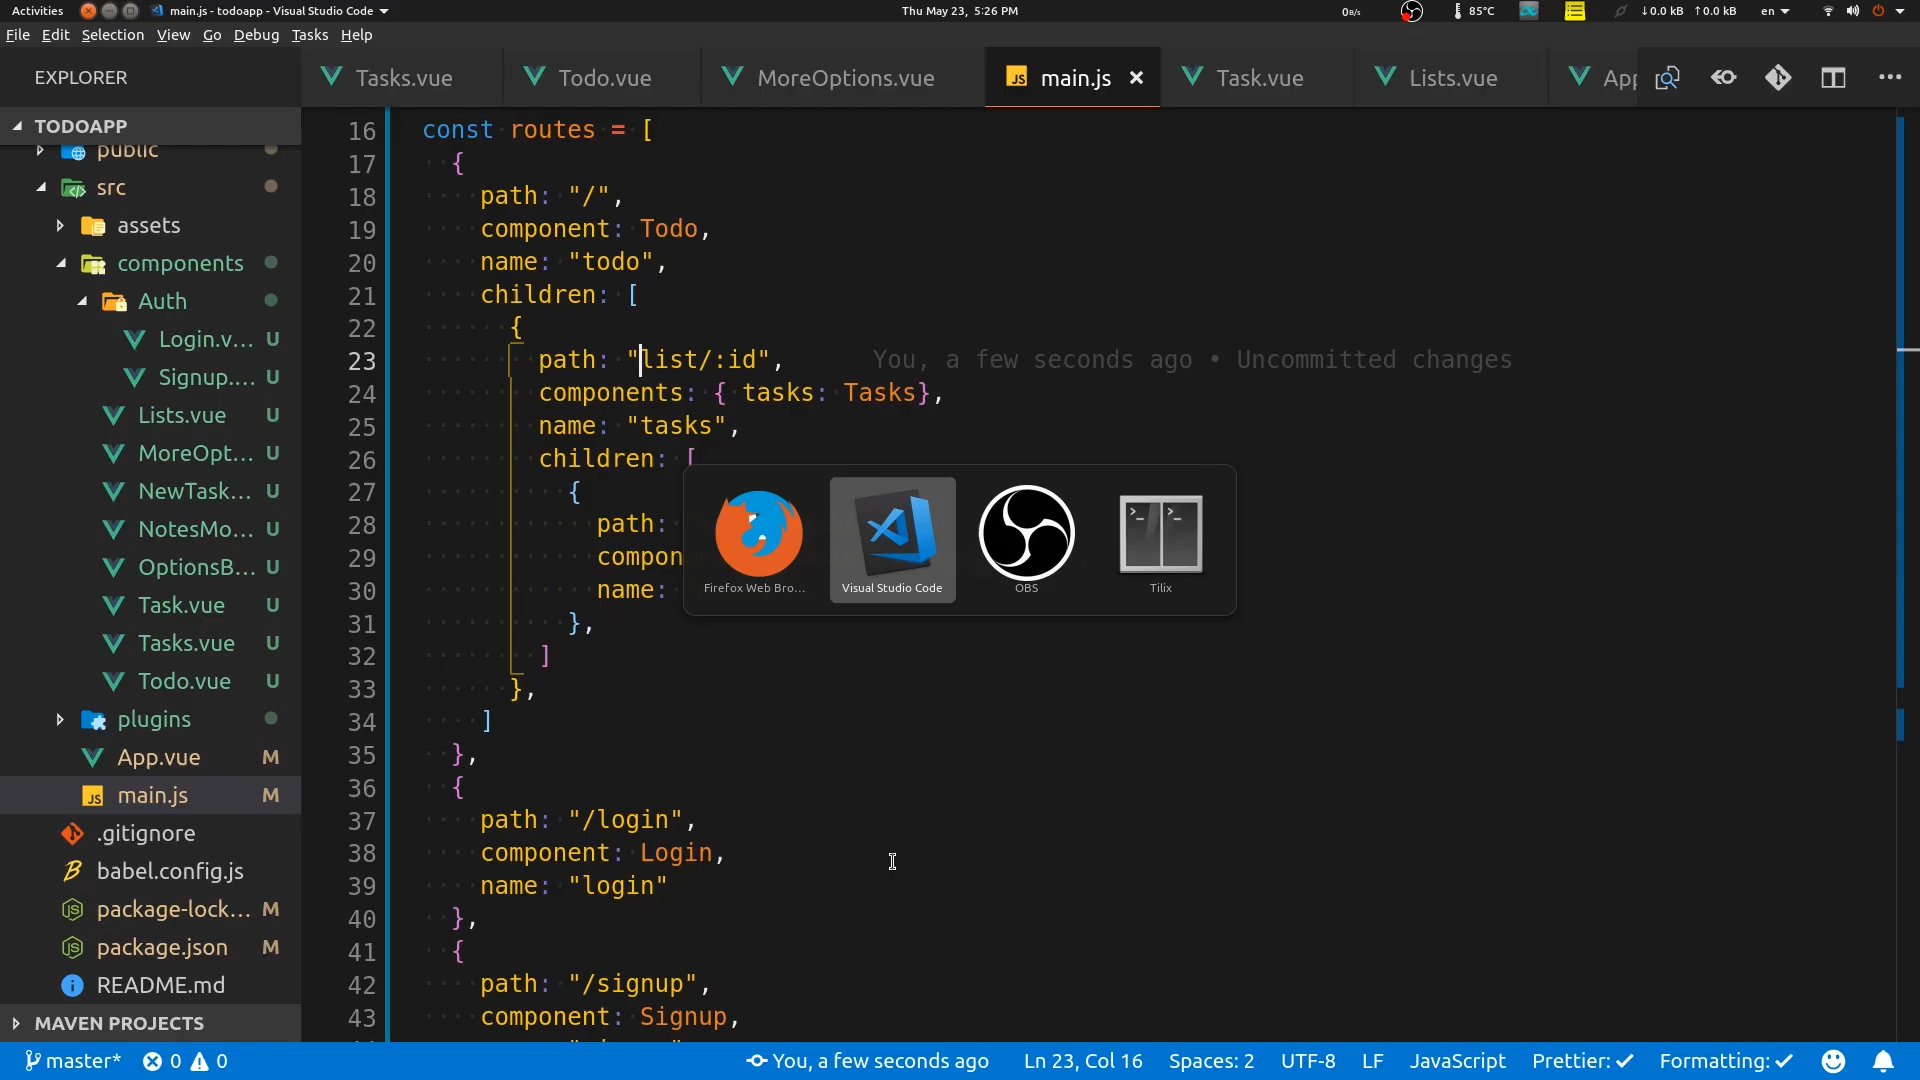 Activities
main.js - todoapp - Visual Studio Code
Thu May 23, 5:26 PM
0B/s
85°C
↓0.0 kB ↑0.0 kB
en
File Edit Selection View Go Debug Tasks Help
EXPLORER
Tasks.vue
Todo.vue
MoreOptions.vue
JS main.js ×
Task.vue
Lists.vue
App
TODOAPP
public
src
assets
components
Auth
Login.v... U
Signup.... U
Lists.vue U
MoreOpt... U
NewTask... U
NotesMo... U
OptionsB... U
Task.vue U
Tasks.vue U
Todo.vue U
plugins
App.vue M
JS main.js M
.gitignore
babel.config.js
package-lock... M
package.json M
README.md
MAVEN PROJECTS
16 const routes = [
17 {
18 path: "/",
19 component: Todo,
20 name: "todo",
21 children: [
22 {
23 path: "list/:id", You, a few seconds ago • Uncommitted changes
24 components: { tasks: Tasks},
25 name: "tasks",
26 children: [
27 {
28 path:
29 compon
30 name:
31 },
32 ]
33 },
34 ]
35 },
36 {
37 path: "/login",
38 component: Login,
39 name: "login"
40 },
41 {
42 path: "/signup",
43 component: Signup,
Firefox Web Bro...
Visual Studio Code
OBS
Tilix
master* 0 0
You, a few seconds ago
Ln 23, Col 16
Spaces: 2
UTF-8
LF
JavaScript
Prettier: ✓
Formatting: ✓